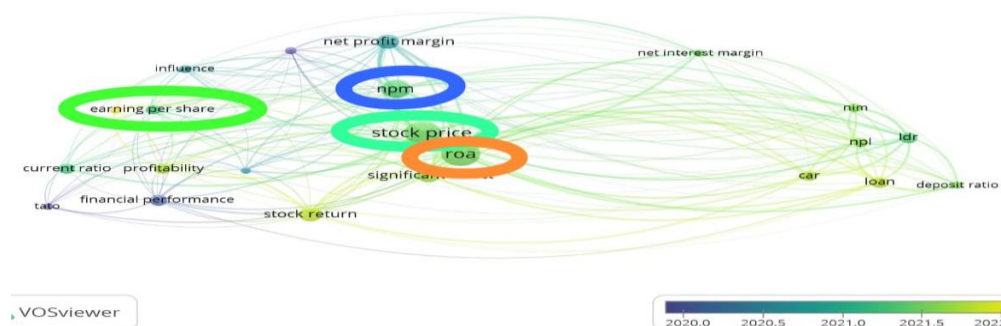 net profit margin
net interest margin
influence
npm
earning per share
nim
stock price
npl
ldr
roa
current ratio
profitability
car
loan
deposit ratio
tato
financial performance
stock return
VOSviewer
2020.0 2020.5 2021.0 2021.5